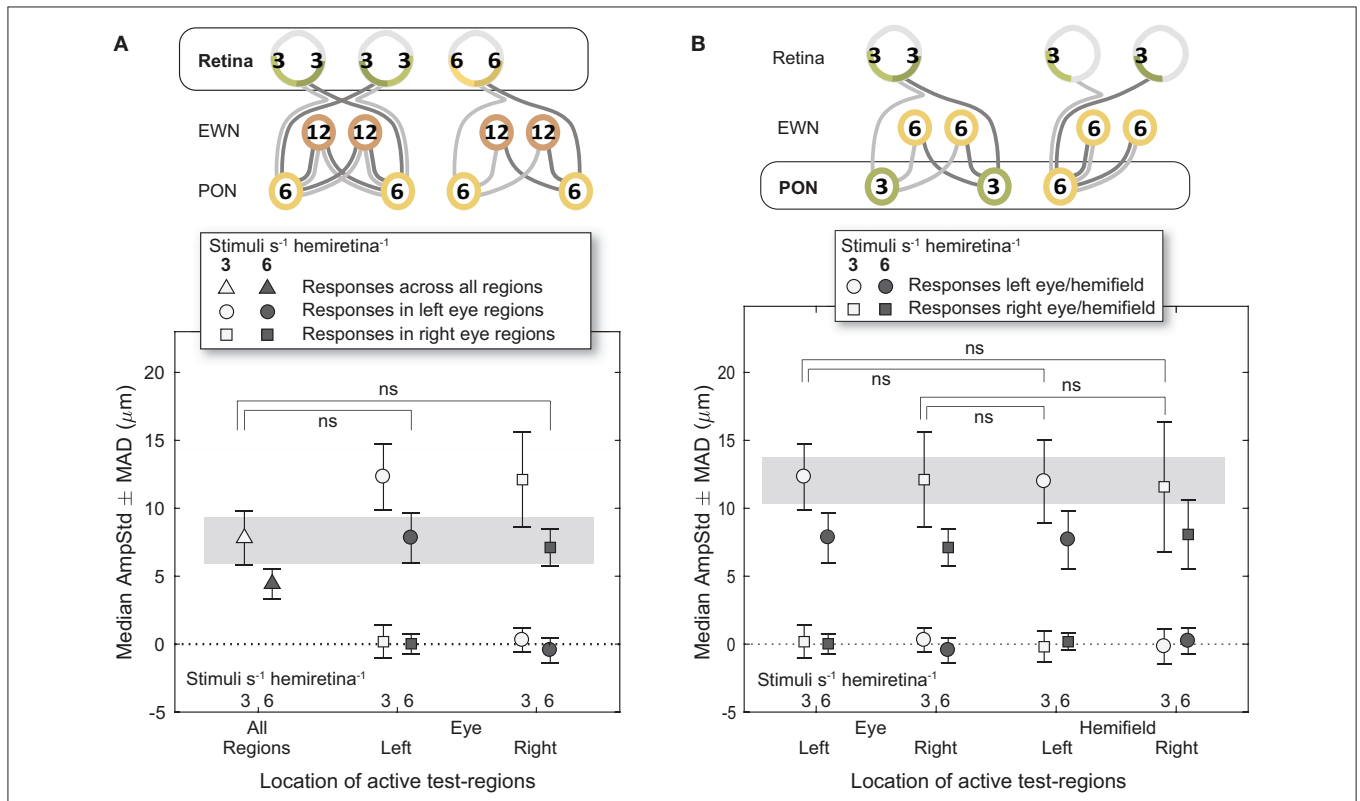 A
Retina
3 3 3 3 6 6
EWN
12 12 12 12
PON
6 6 6 6
Stimuli s⁻¹ hemiretina⁻¹
3 6
Responses across all regions
Responses in left eye regions
Responses in right eye regions
Median AmpStd ± MAD (μm)
20
15
10
5
0
-5
ns
ns
Stimuli s⁻¹ hemiretina⁻¹
3 6 3 6 3 6
All Regions
Eye
Left Right
Location of active test-regions
B
Retina
3 3 3 3
EWN
6 6 6 6
PON
3 3 6
Stimuli s⁻¹ hemiretina⁻¹
3 6
Responses left eye/hemifield
Responses right eye/hemifield
Median AmpStd ± MAD (μm)
20
15
10
5
0
-5
ns
ns
ns
ns
Stimuli s⁻¹ hemiretina⁻¹
3 6 3 6 3 6 3 6
Eye Hemifield
Left Right Left Right
Location of active test-regions